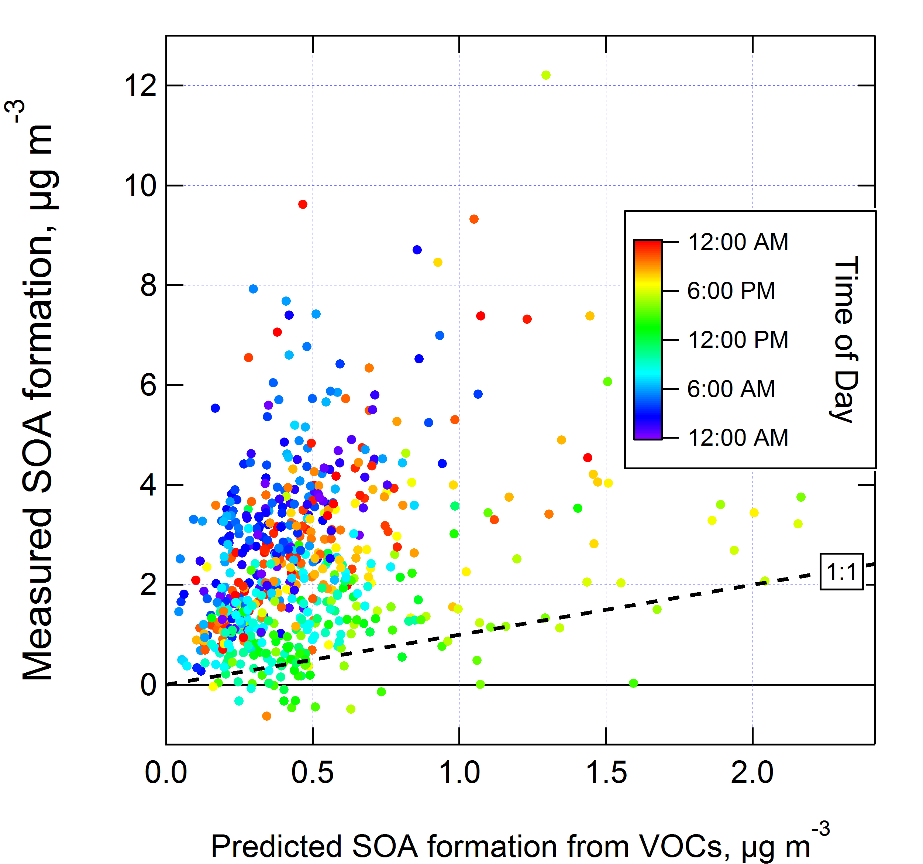 Measured SOA formation, µg m-3
12
10
8
6
4
2
0
0.0 0.5 1.0 1.5 2.0
Predicted SOA formation from VOCs, µg m-3
12:00 AM
6:00 PM
12:00 PM
6:00 AM
12:00 AM
Time of Day
1:1